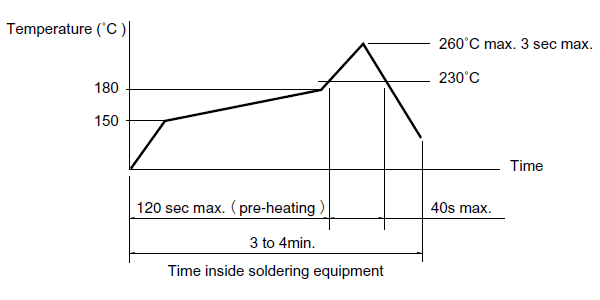 Temperature (˚C )
260˚C max. 3 sec max.
230˚C
180
150
Time
120 sec max. ( pre-heating )
40s max.
3 to 4min.
Time inside soldering equipment